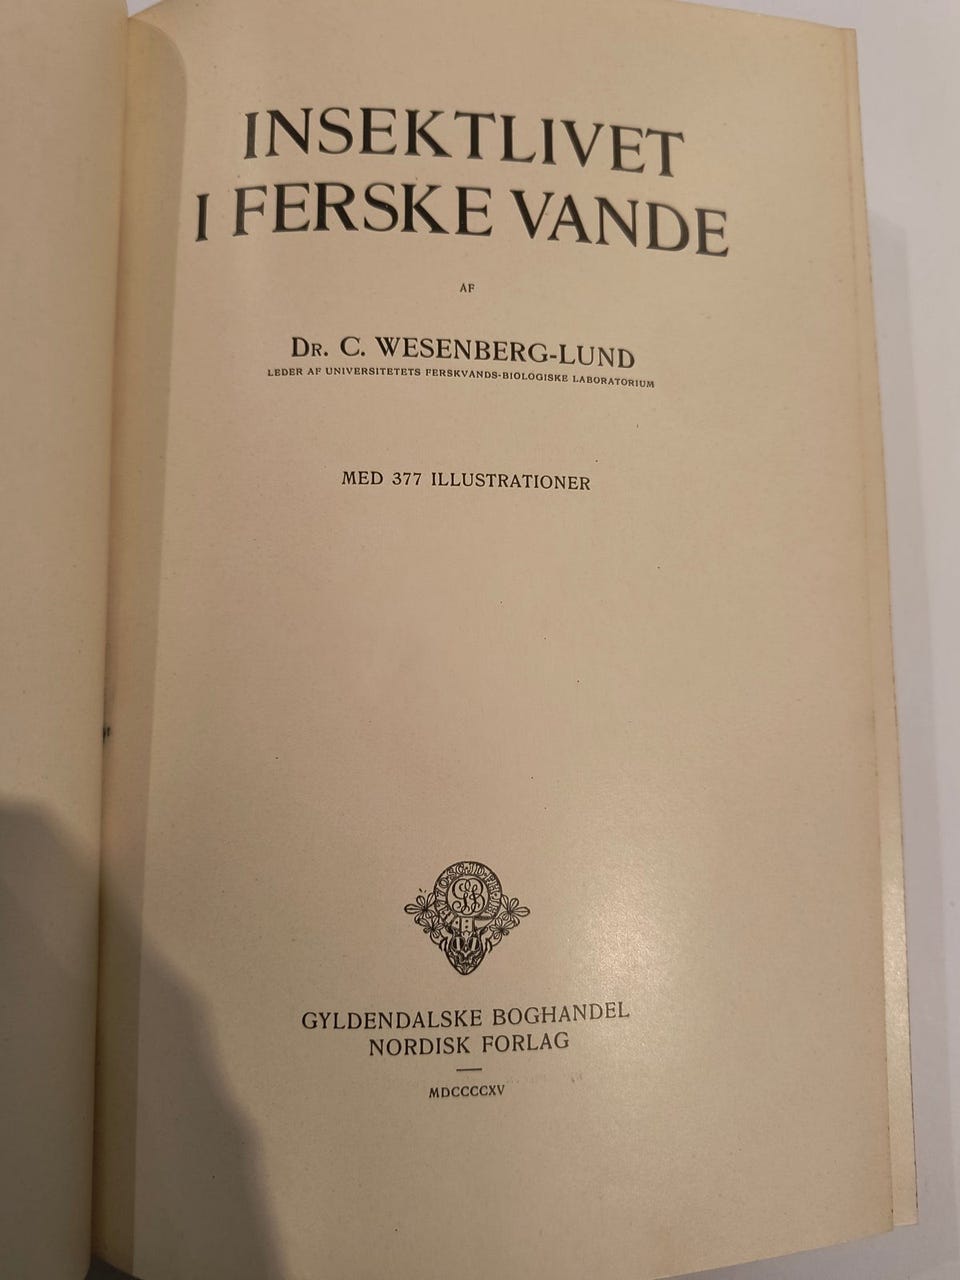 INSEKTLIVET
I FERSKE VANDE
AF
DR. C. WESENBERG-LUND
LEDER AF UNIVERSITETETS FERSKVANDS-BIOLOGISKE LABORATORIUM
MED 377 ILLUSTRATIONER
GYLDENDALSKE BOGHANDEL
NORDISK FORLAG
MDCCCCXV